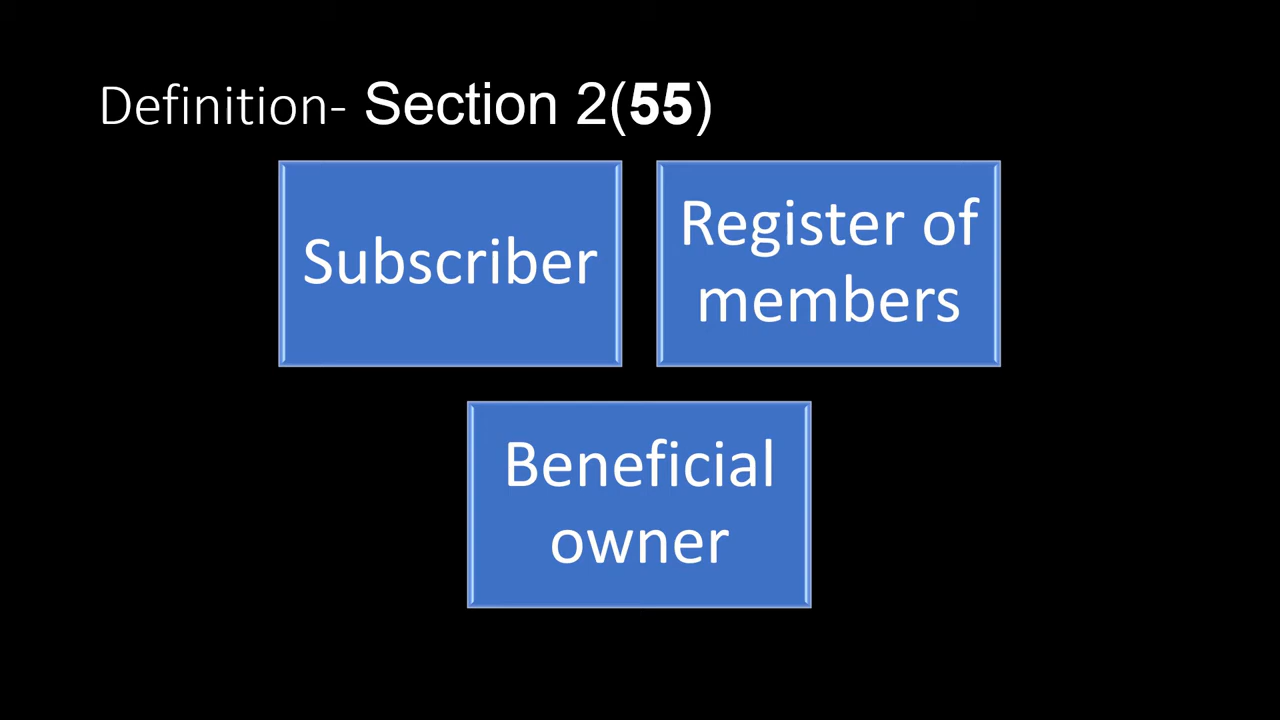 Definition- Section 2(55)
Subscriber
Register of
members
Beneficial
owner